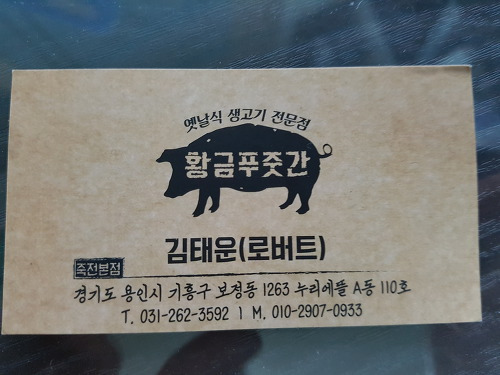 옛날식 생고기 전문점
황금푸줏간
김태운(로버트)
죽전본점
경기도 용인시 기흥구 보정동 1263 누리에뜰 A동 110호
T. 031-262-3592 I M. 010-2907-0933